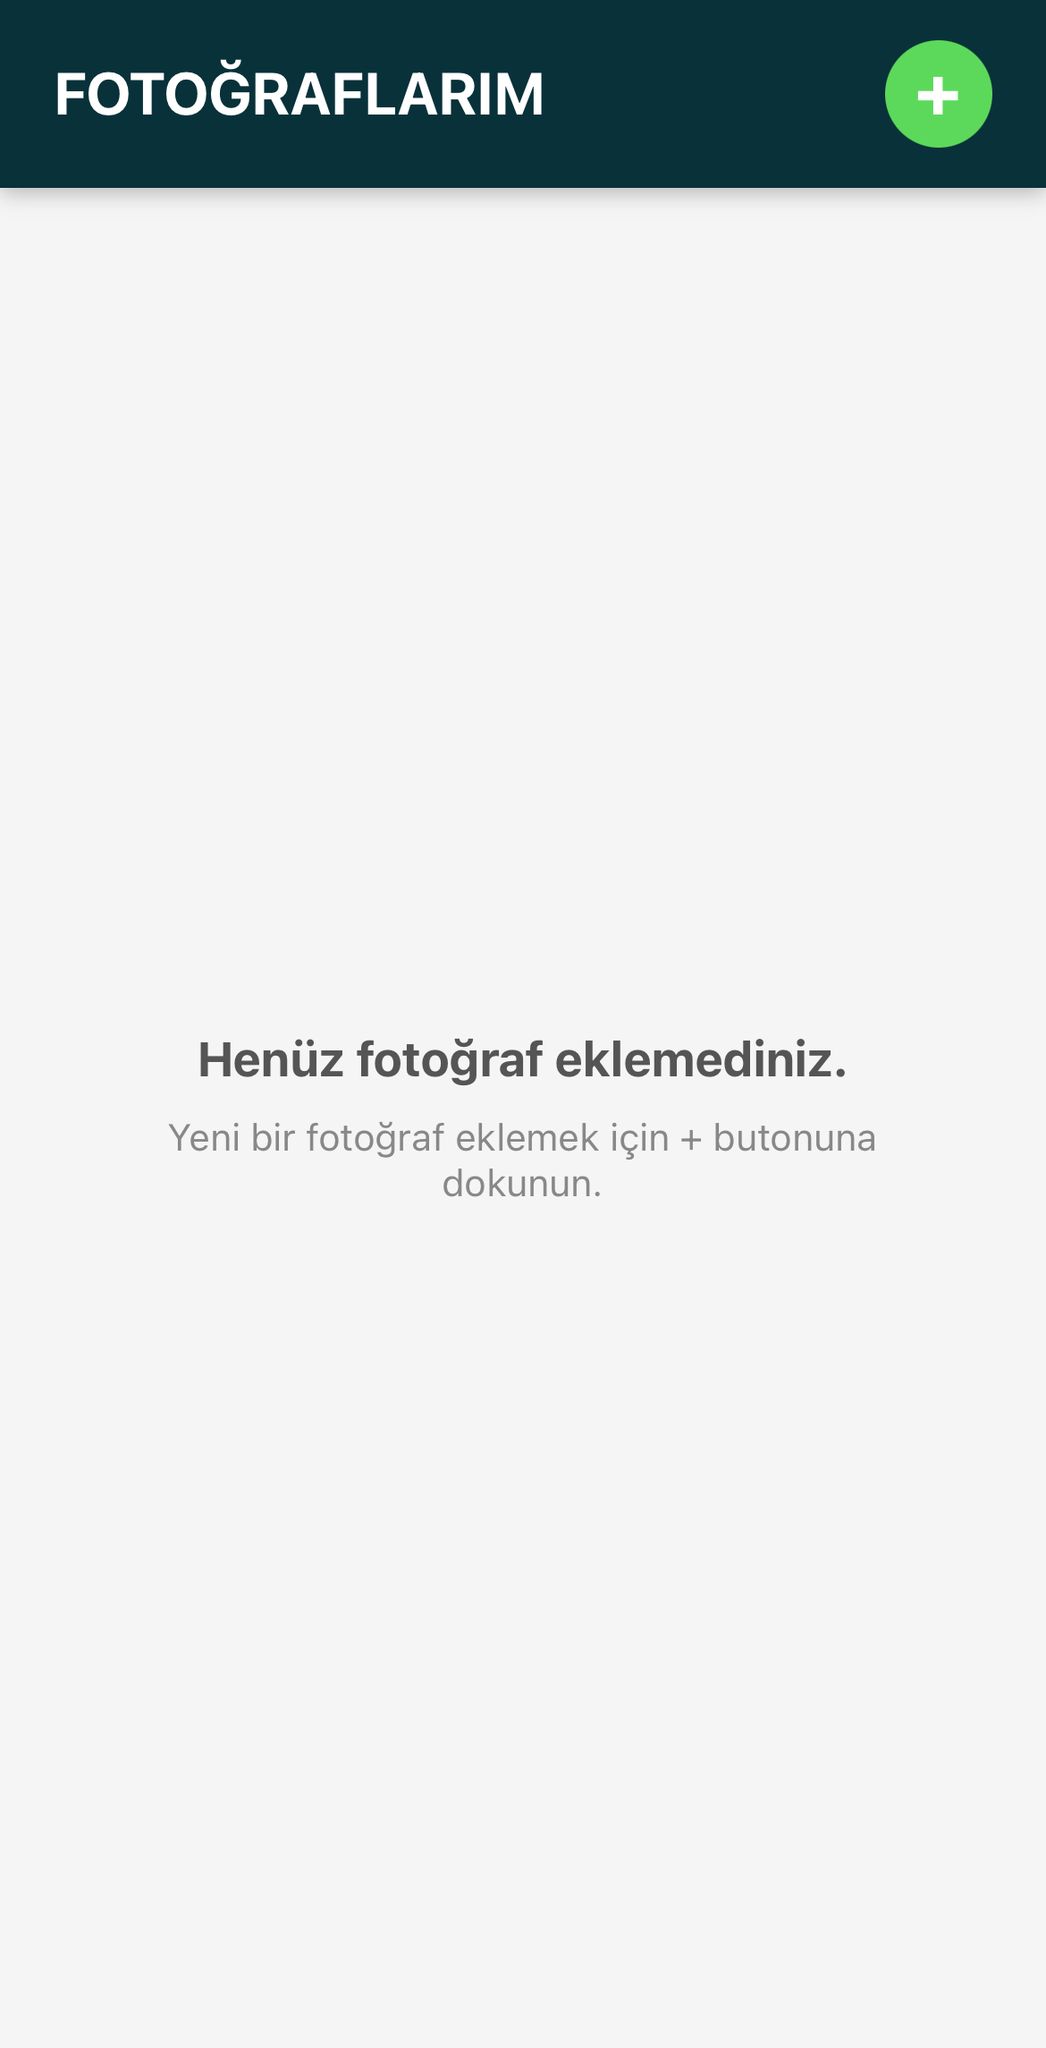 FOTOĞRAFLARIM
+
Henüz fotoğraf eklemediniz.
Yeni bir fotoğraf eklemek için + butonuna
dokunun.